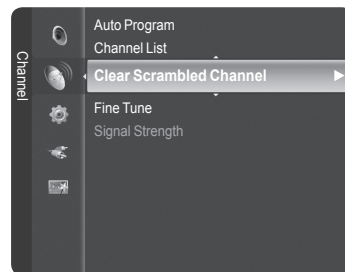 Channel
Auto Program
Channel List
Clear Scrambled Channel
Fine Tune
Signal Strength